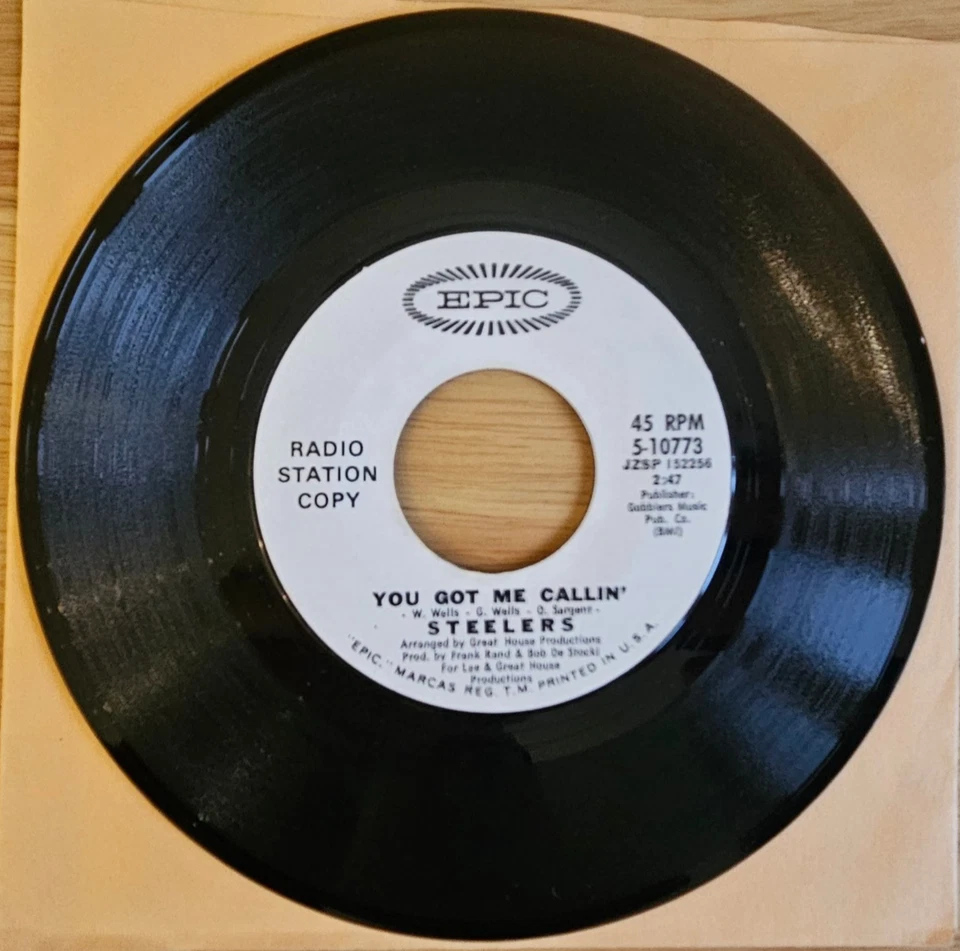 EPIC
RADIO
STATION
COPY
45 RPM
5-10773
JZSP 152256
2:47
Publisher:
Gabblers Music
Pub. Co.
(BMI)
YOU GOT ME CALLIN'
- W. Wells - G. Wells - O. Sargent -
STEELERS
Arranged by Great House Productions
Prod. by Frank Rand & Bob De Shocki
For Lee & Great House
Productions
"EPIC," MARCAS REG. T.M. PRINTED IN U.S.A.